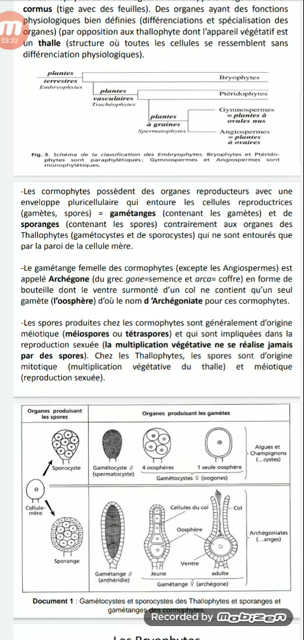 cormus (tige avec des feuilles). Des organes ayant des fonctions
physiologiques bien définies (différenciations et spécialisation des
organes) (par opposition aux thallophyte dont l'appareil végétatif est
un thalle (structure où toutes les cellules se ressemblent sans
différenciation physiologiques).
03:32
plantes
terrestres
Embryophytes
Bryophytes
plantes
vasculaires
Trachéophytes
Ptéridophytes
plantes
à graines
Spermatophytes
Gymnospermes
= plantes à
ovules nus
Angiospermes
= plantes
à ovaires
Fig. 3. Schéma de la classification des Embryophytes. Bryophytes et Ptérido-
phytes sont paraphylétiques; Gymnospermes et Angiospermes sont
monophylétiques.
-Les cormophytes possèdent des organes reproducteurs avec une
enveloppe pluricellulaire qui entoure les cellules reproductrices
(gamètes, spores) = gamétanges (contenant les gamètes) et de
sporanges (contenant les spores) contrairement aux organes des
Thallophytes (gamétocystes et de sporocystes) qui ne sont entourés que
par la paroi de la cellule mère.
-Le gamétange femelle des cormophytes (excepte les Angiospermes) est
appelé Archégone (du grec gone=semence et arca= coffre) en forme de
bouteille dont le ventre surmonté d'un col ne contient qu'un seul
gamète (l'oosphère) d'où le nom d 'Archégoniate pour ces cormophytes.
-Les spores produites chez les cormophytes sont généralement d'origine
méiotique (méiospores ou tétraspores) et qui sont impliquées dans la
reproduction sexuée (la multiplication végétative ne se réalise jamais
par des spores). Chez les Thallophytes, les spores sont d'origine
mitotique (multiplication végétative du thalle) et méiotique
(reproduction sexuée).
Organes produisant
les spores
Organes produisant les gamètes
Sporocyste
Gamétocyste ♂
(spermatocyste)
4 oosphères
1 seule oosphère
Gamétocystes ♀ (oogones)
Algues et
Champignons
(...cystes)
Cellule-
mère
Cellules du col
Col
Oosphère
Archégoniates
(...anges)
Ventre
Sporange
Gamétange ♂
(anthéridie)
Jeune
adulte
Gamétange ♀ (archégone)
Document 1 : Gamétocystes et sporocystes des Thallophytes et sporanges et
gamétanges des cormophytes.
Recorded by Mobizen
Les Bryophytes